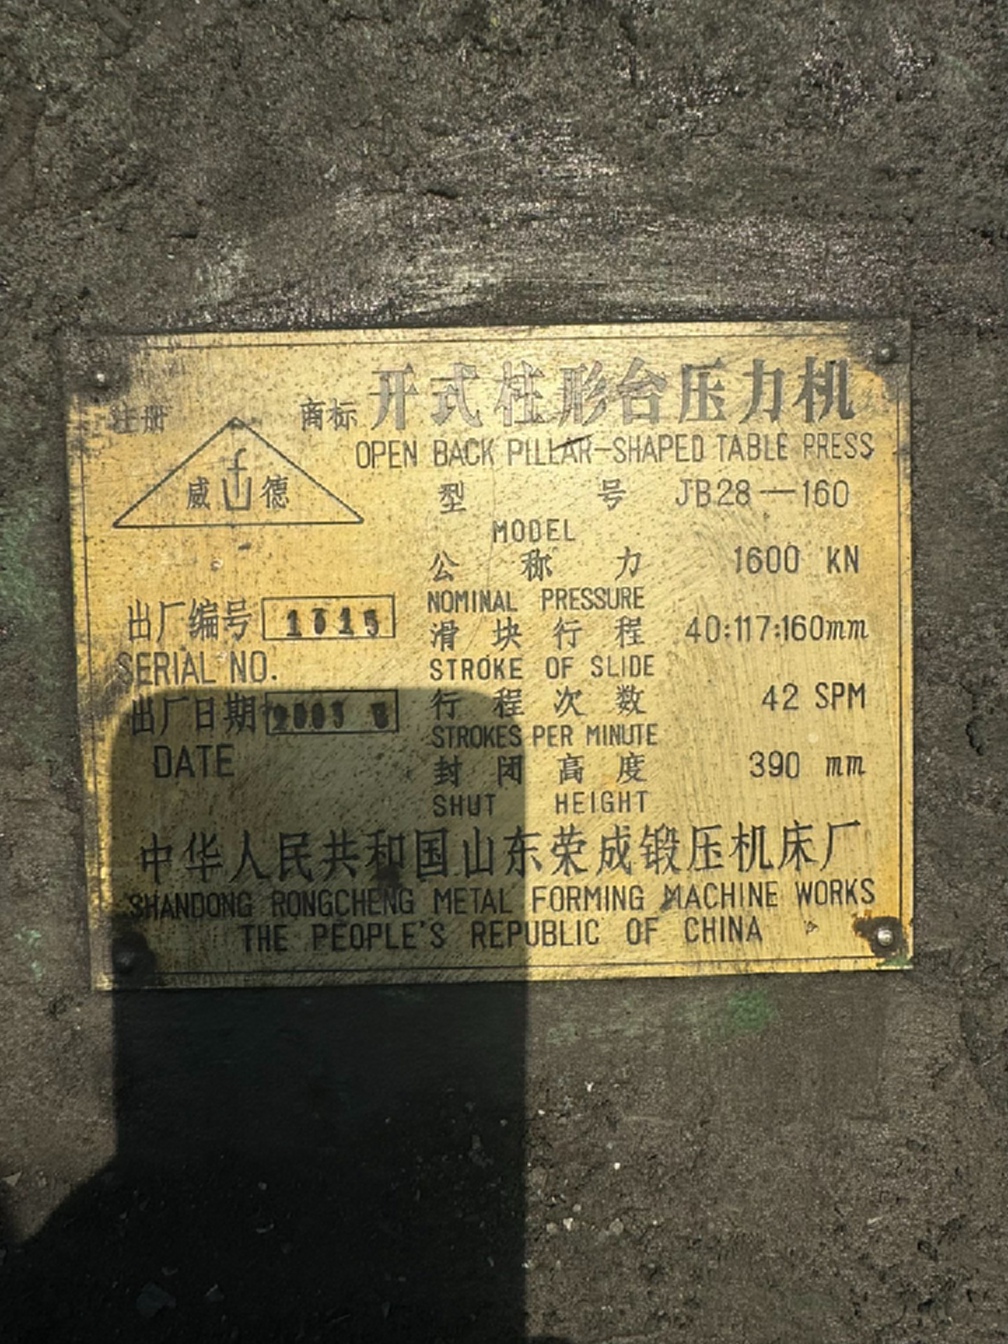 注册 商标
威 德
开式柱形台压力机
OPEN BACK PILLAR-SHAPED TABLE PRESS
型 号 JB28—160
MODEL
公 称 力 1600 KN
NOMINAL PRESSURE
滑 块 行 程 40:117:160mm
STROKE OF SLIDE
行 程 次 数 42 SPM
STROKES PER MINUTE
封 闭 高 度 390 mm
SHUT HEIGHT
出厂编号
SERIAL NO.
出厂日期
DATE
中华人民共和国山东荣成锻压机床厂
SHANDONG RONGCHENG METAL FORMING MACHINE WORKS
THE PEOPLE'S REPUBLIC OF CHINA